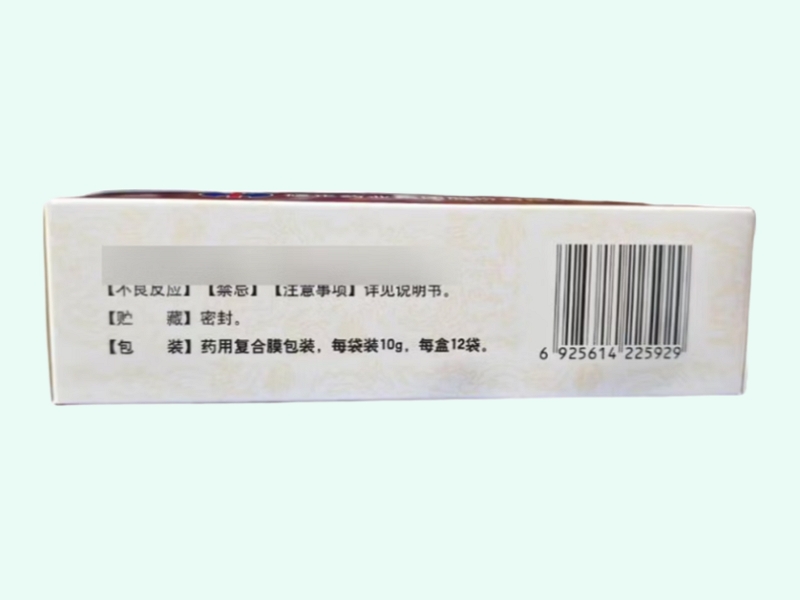 【不良反应】【禁忌】【注意事项】详见说明书。
【贮 藏】密封。
【包 装】药用复合膜包装,每袋装10g,每盒12袋。
6 925614 225929